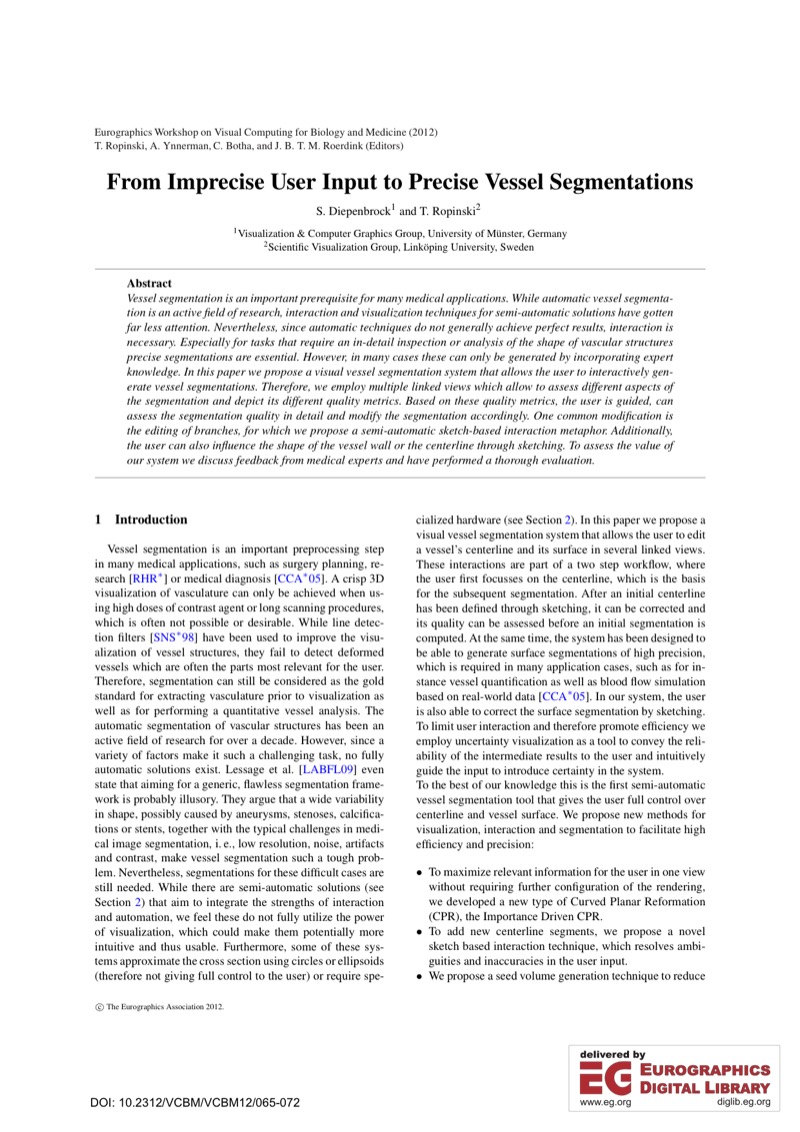 Eurographics Workshop on Visual Computing for Biology and Medicine (2012)
T. Ropinski, A. Ynnerman, C. Botha, and J. B. T. M. Roerdink (Editors)
From Imprecise User Input to Precise Vessel Segmentations
S. Diepenbrock1 and T. Ropinski2
1Visualization & Computer Graphics Group, University of Münster, Germany
2Scientific Visualization Group, Linköping University, Sweden
Abstract
Vessel segmentation is an important prerequisite for many medical applications. While automatic vessel segmenta-
tion is an active field of research, interaction and visualization techniques for semi-automatic solutions have gotten
far less attention. Nevertheless, since automatic techniques do not generally achieve perfect results, interaction is
necessary. Especially for tasks that require an in-detail inspection or analysis of the shape of vascular structures
precise segmentations are essential. However, in many cases these can only be generated by incorporating expert
knowledge. In this paper we propose a visual vessel segmentation system that allows the user to interactively gen-
erate vessel segmentations. Therefore, we employ multiple linked views which allow to assess different aspects of
the segmentation and depict its different quality metrics. Based on these quality metrics, the user is guided, can
assess the segmentation quality in detail and modify the segmentation accordingly. One common modification is
the editing of branches, for which we propose a semi-automatic sketch-based interaction metaphor. Additionally,
the user can also influence the shape of the vessel wall or the centerline through sketching. To assess the value of
our system we discuss feedback from medical experts and have performed a thorough evaluation.
1 Introduction
Vessel segmentation is an important preprocessing step
in many medical applications, such as surgery planning, re-
search [RHR*] or medical diagnosis [CCA*05]. A crisp 3D
visualization of vasculature can only be achieved when us-
ing high doses of contrast agent or long scanning procedures,
which is often not possible or desirable. While line detec-
tion filters [SNS*98] have been used to improve the visu-
alization of vessel structures, they fail to detect deformed
vessels which are often the parts most relevant for the user.
Therefore, segmentation can still be considered as the gold
standard for extracting vasculature prior to visualization as
well as for performing a quantitative vessel analysis. The
automatic segmentation of vascular structures has been an
active field of research for over a decade. However, since a
variety of factors make it such a challenging task, no fully
automatic solutions exist. Lessage et al. [LABFL09] even
state that aiming for a generic, flawless segmentation frame-
work is probably illusory. They argue that a wide variability
in shape, possibly caused by aneurysms, stenoses, calcifica-
tions or stents, together with the typical challenges in medi-
cal image segmentation, i. e., low resolution, noise, artifacts
and contrast, make vessel segmentation such a tough prob-
lem. Nevertheless, segmentations for these difficult cases are
still needed. While there are semi-automatic solutions (see
Section 2) that aim to integrate the strengths of interaction
and automation, we feel these do not fully utilize the power
of visualization, which could make them potentially more
intuitive and thus usable. Furthermore, some of these sys-
tems approximate the cross section using circles or ellipsoids
(therefore not giving full control to the user) or require spe-
cialized hardware (see Section 2). In this paper we propose a
visual vessel segmentation system that allows the user to edit
a vessel's centerline and its surface in several linked views.
These interactions are part of a two step workflow, where
the user first focusses on the centerline, which is the basis
for the subsequent segmentation. After an initial centerline
has been defined through sketching, it can be corrected and
its quality can be assessed before an initial segmentation is
computed. At the same time, the system has been designed to
be able to generate surface segmentations of high precision,
which is required in many application cases, such as for in-
stance vessel quantification as well as blood flow simulation
based on real-world data [CCA*05]. In our system, the user
is also able to correct the surface segmentation by sketching.
To limit user interaction and therefore promote efficiency we
employ uncertainty visualization as a tool to convey the reli-
ability of the intermediate results to the user and intuitively
guide the input to introduce certainty in the system.
To the best of our knowledge this is the first semi-automatic
vessel segmentation tool that gives the user full control over
centerline and vessel surface. We propose new methods for
visualization, interaction and segmentation to facilitate high
efficiency and precision:
• To maximize relevant information for the user in one view
without requiring further configuration of the rendering,
we developed a new type of Curved Planar Reformation
(CPR), the Importance Driven CPR.
• To add new centerline segments, we propose a novel
sketch based interaction technique, which resolves ambi-
guities and inaccuracies in the user input.
• We propose a seed volume generation technique to reduce
© The Eurographics Association 2012.
DOI: 10.2312/VCBM/VCBM12/065-072
delivered by
EG EUROGRAPHICS
DIGITAL LIBRARY
www.eg.org diglib.eg.org